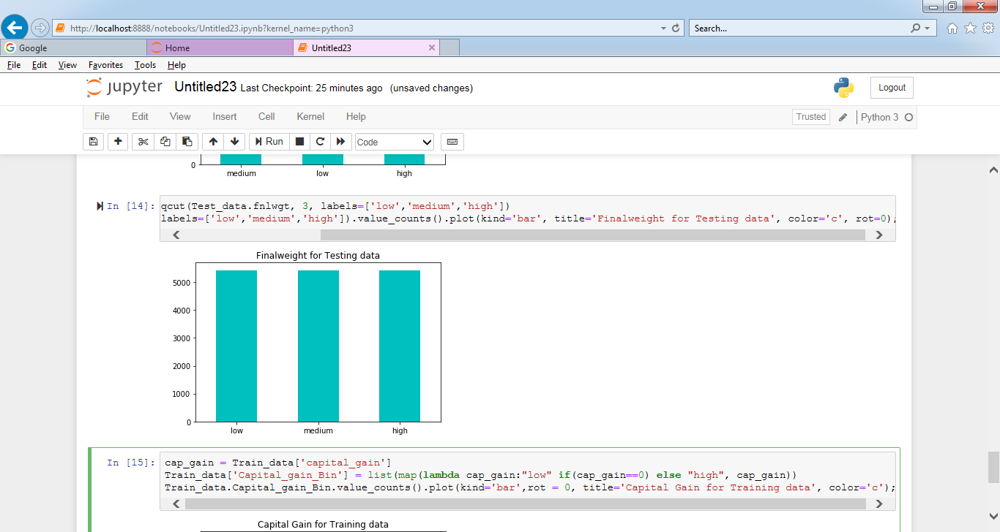 http://localhost:8888/notebooks/Untitled23.ipynb?kernel_name=python3
Search...
Google
Home
Untitled23
File Edit View Favorites Tools Help
jupyter Untitled23 Last Checkpoint: 25 minutes ago (unsaved changes)
Logout
File Edit View Insert Cell Kernel Help
Trusted
Python 3
Run
Code
0
medium low high
In [14]:
qcut(Test_data.fnlwgt, 3, labels=['low','medium','high'])
labels=['low','medium','high']).value_counts().plot(kind='bar', title='Finalweight for Testing data', color='c', rot=0);
Finalweight for Testing data
5000
4000
3000
2000
1000
0
low medium high
In [15]:
cap_gain = Train_data['capital_gain']
Train_data['Capital_gain_Bin'] = list(map(lambda cap_gain:"low" if(cap_gain==0) else "high", cap_gain))
Train_data.Capital_gain_Bin.value_counts().plot(kind='bar',rot = 0, title='Capital Gain for Training data', color='c');
Capital Gain for Training data